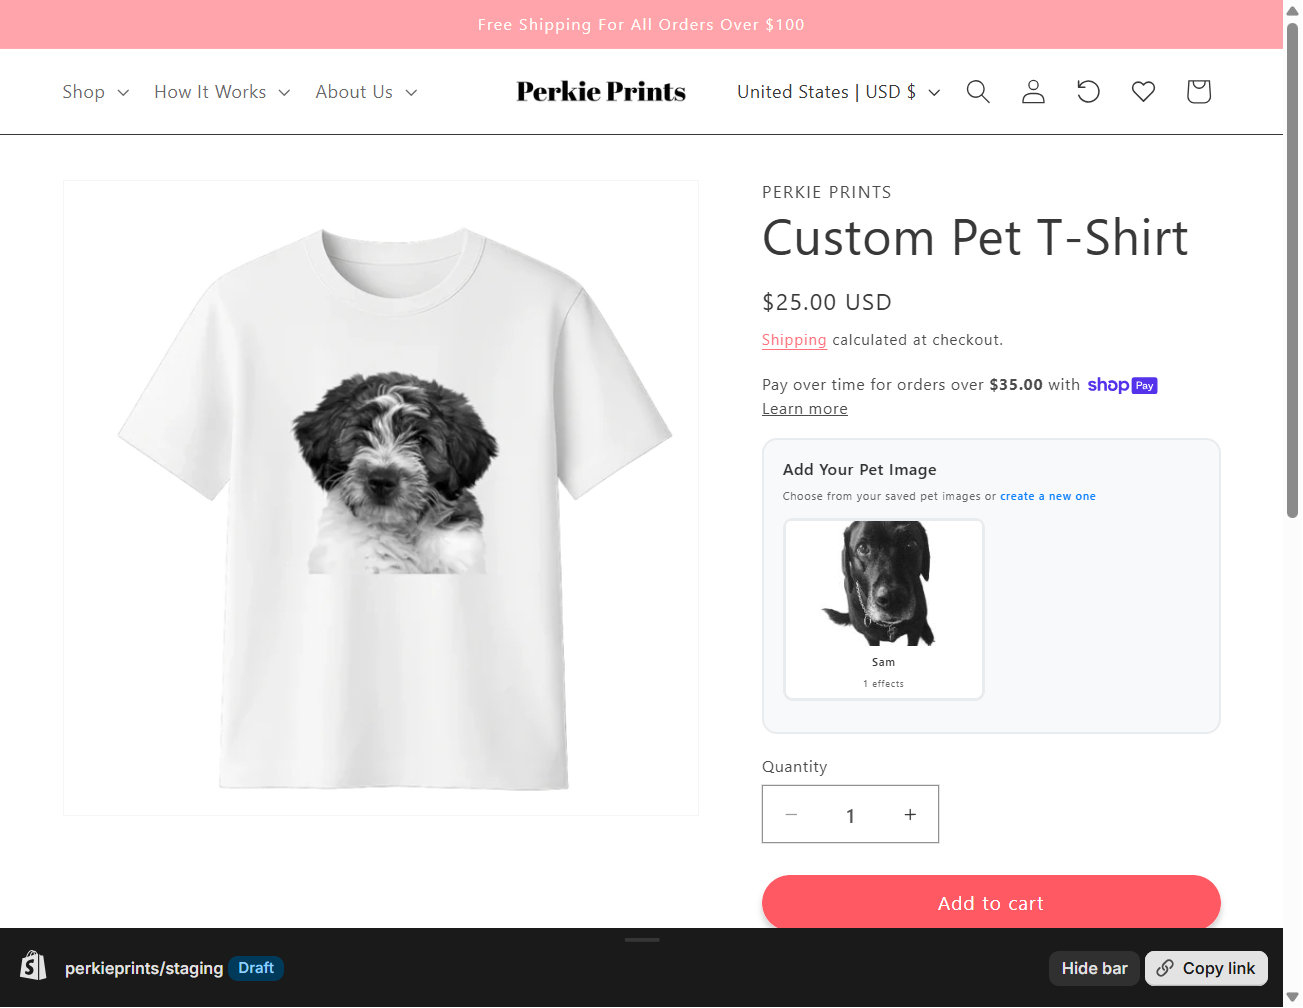 Free Shipping For All Orders Over $100
Shop
How It Works
About Us
Perkie Prints
United States | USD $
PERKIE PRINTS
Custom Pet T-Shirt
$25.00 USD
Shipping calculated at checkout.
Pay over time for orders over $35.00 with shop Pay
Learn more
Add Your Pet Image
Choose from your saved pet images or create a new one
Sam
1 effects
Quantity
− 1 +
Add to cart
perkieprints/staging Draft
Hide bar
Copy link